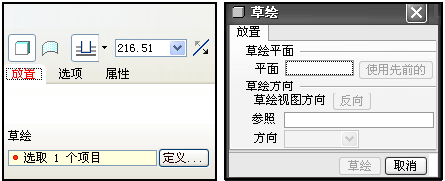 216.51
放置 选项 属性
草绘
选取 1 个项目 定义...
草绘
放置
草绘平面
平面 使用先前的
草绘方向
草绘视图方向 反向
参照
方向
草绘 取消